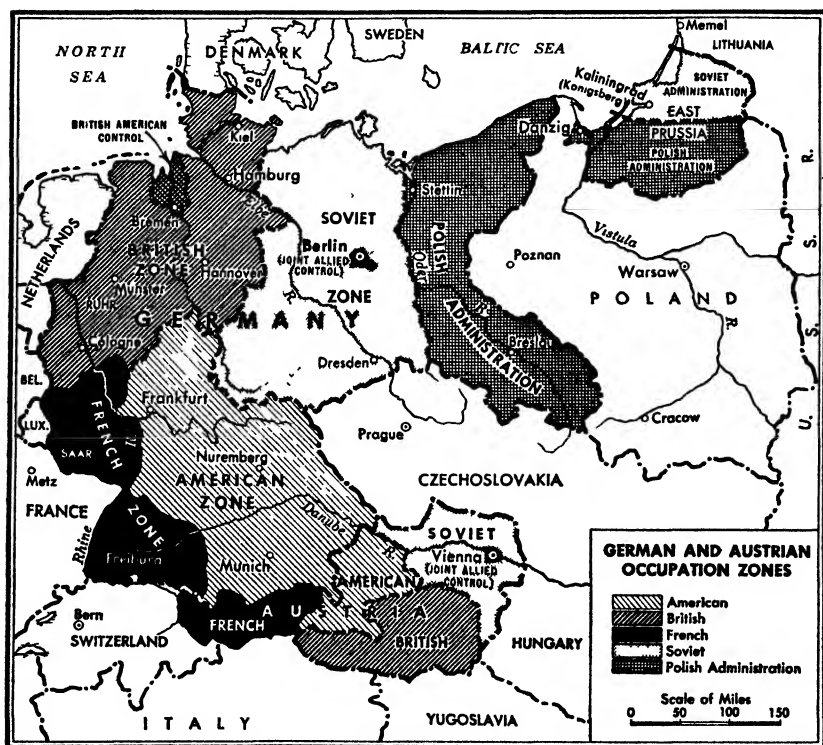 NORTH
SEA
DENMARK
SWEDEN
BALTIC SEA
Memel
LITHUANIA
Kaliningrad
(Konigsberg)
SOVIET
ADMINISTRATION
EAST
PRUSSIA
POLISH
ADMINISTRATION
Danzig
BRITISH AMERICAN
CONTROL
Kiel
Hamburg
Elbe
R.
Bremen
NETHERLANDS
BRITISH
ZONE
Hannover
Münster
RUHR
Cologne
GERMANY
SOVIET
ZONE
Berlin
(JOINT ALLIED
CONTROL)
Stettin
Oder
R.
POLISH
ADMINISTRATION
Poznan
Vistula
R.
Warsaw
POLAND
U. S. S. R.
Dresden
Cracow
BEL.
LUX.
SAAR
Metz
FRANCE
FRENCH
ZONE
Rhine
Freiburg
Frankfurt
Nuremberg
AMERICAN
ZONE
Danube
R.
Munich
Prague
CZECHOSLOVAKIA
SOVIET
Vienna
(JOINT ALLIED
CONTROL)
AMERICAN
AUSTRIA
FRENCH
BRITISH
Bern
SWITZERLAND
ITALY
HUNGARY
YUGOSLAVIA
GERMAN AND AUSTRIAN
OCCUPATION ZONES
American
British
French
Soviet
Polish Administration
Scale of Miles
0 50 100 150